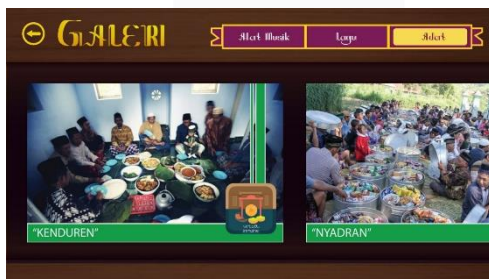 GALERI
Alat Musik
Lagu
Adat
"KENDUREN"
"NYADRAN"